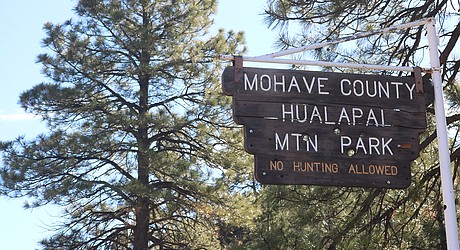 MOHAVE COUNTY
HUALAPAI
MTN PARK
NO HUNTING ALLOWED